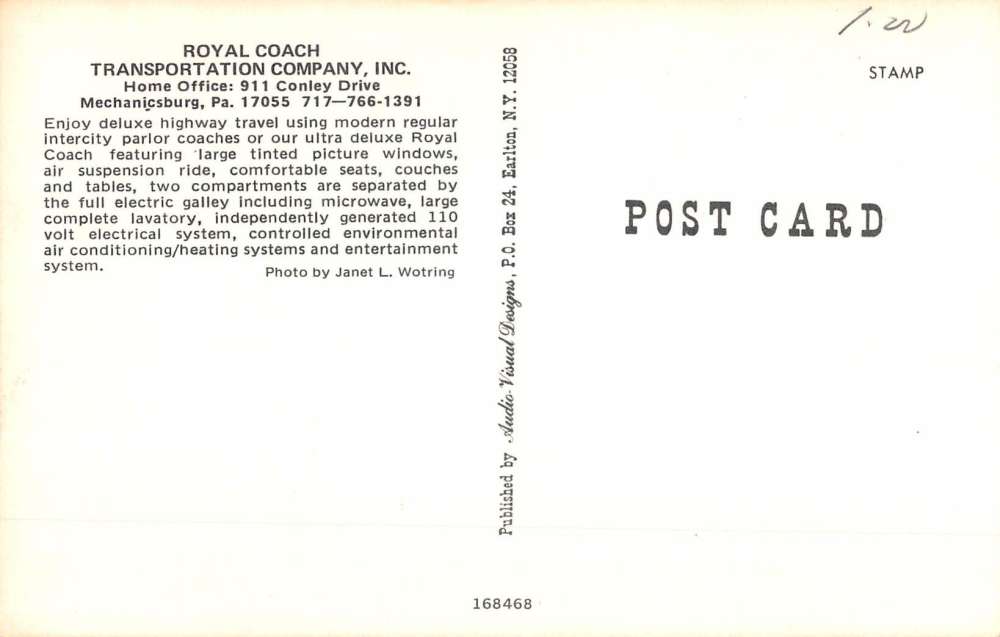 ROYAL COACH
TRANSPORTATION COMPANY, INC.
Home Office: 911 Conley Drive
Mechanicsburg, Pa. 17055 717—766-1391
Enjoy deluxe highway travel using modern regular
intercity parlor coaches or our ultra deluxe Royal
Coach featuring large tinted picture windows,
air suspension ride, comfortable seats, couches
and tables, two compartments are separated by
the full electric galley including microwave, large
complete lavatory, independently generated 110
volt electrical system, controlled environmental
air conditioning/heating systems and entertainment
system.
Photo by Janet L. Wotring
Published by Audio-Visual Designs, P.O. Box 24, Earlton, N.Y. 12058
168468
1.00
STAMP
POST CARD